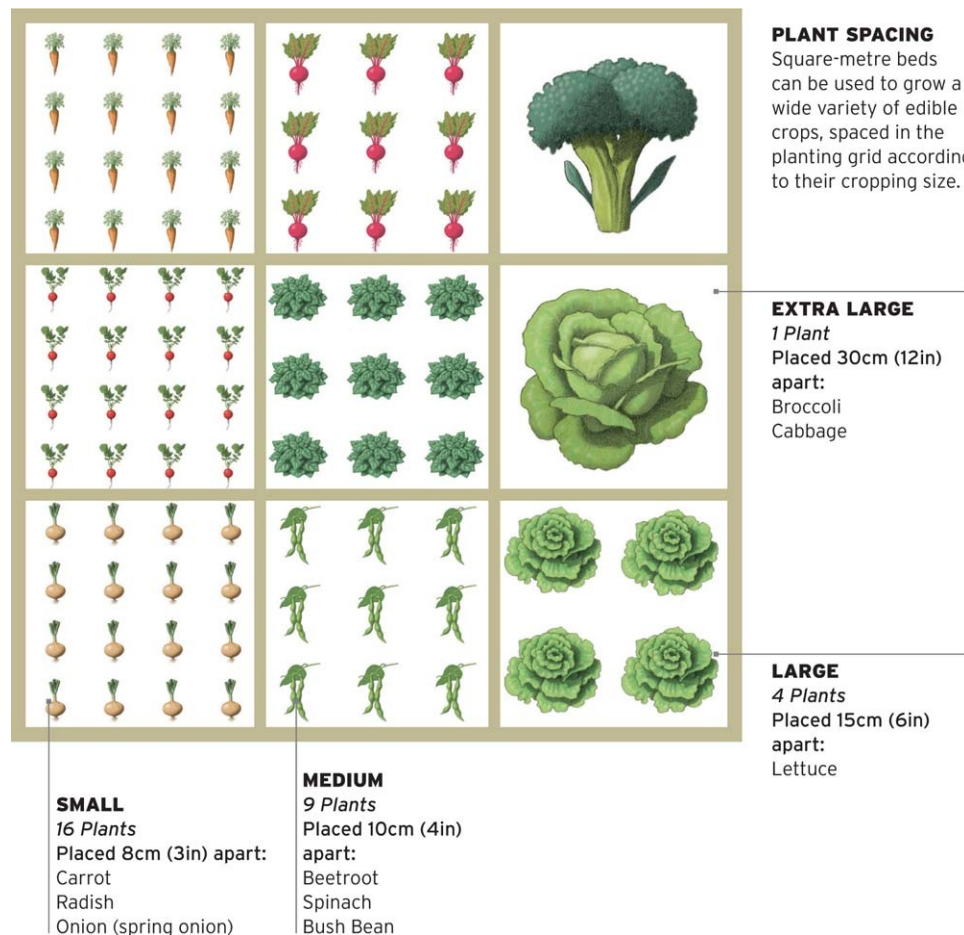 PLANT SPACING
Square-metre beds
can be used to grow a
wide variety of edible
crops, spaced in the
planting grid according
to their cropping size.
EXTRA LARGE
1 Plant
Placed 30cm (12in)
apart:
Broccoli
Cabbage
LARGE
4 Plants
Placed 15cm (6in)
apart:
Lettuce
SMALL
16 Plants
Placed 8cm (3in) apart:
Carrot
Radish
Onion (spring onion)
MEDIUM
9 Plants
Placed 10cm (4in)
apart:
Beetroot
Spinach
Bush Bean